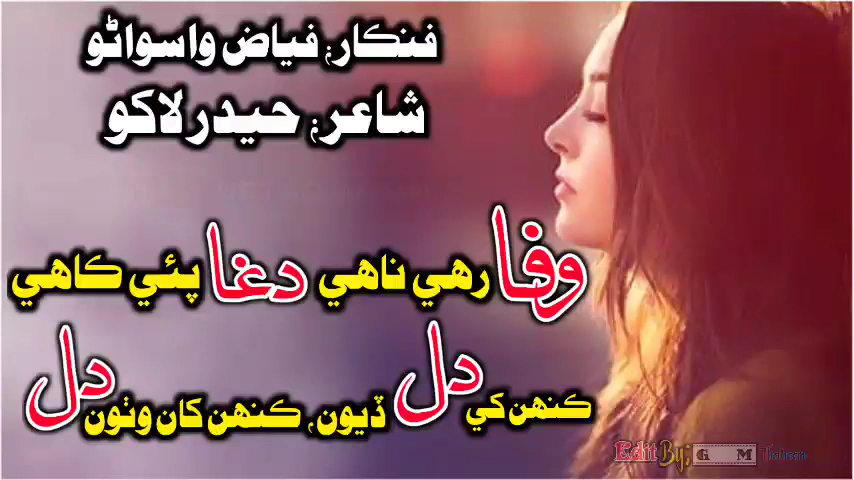 فنڪار؛ فياض واسواڻو
شاعر؛ حيدر لاکو
وفا رهي ناهي دغا پئي ڪاهي
ڪنهن کي دل ڏيون، ڪنهن کان وٺون دل
Edit By; G M